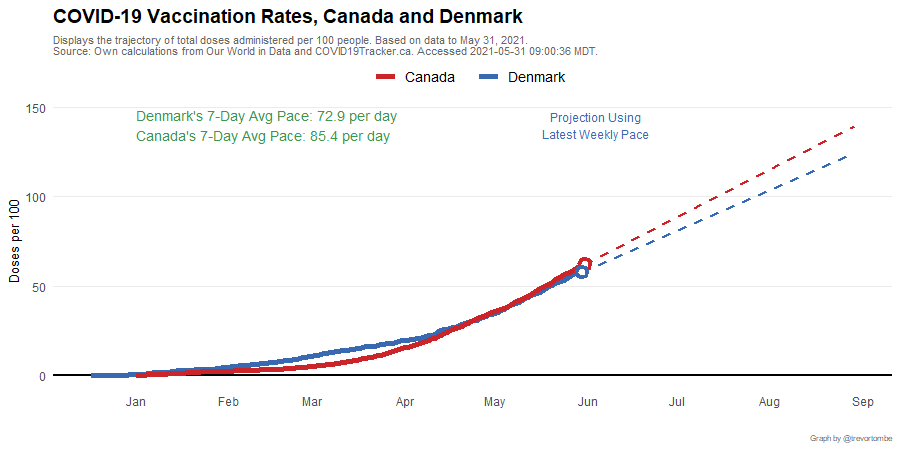 COVID-19 Vaccination Rates, Canada and Denmark
Displays the trajectory of total doses administered per 100 people. Based on data to May 31, 2021.
Source: Own calculations from Our World in Data and COVID19Tracker.ca. Accessed 2021-05-31 09:00:36 MDT.
Canada
Denmark
Denmark's 7-Day Avg Pace: 72.9 per day
Canada's 7-Day Avg Pace: 85.4 per day
Projection Using
Latest Weekly Pace
Doses per 100
150
100
50
0
Jan
Feb
Mar
Apr
May
Jun
Jul
Aug
Sep
Graph by @trevortombe